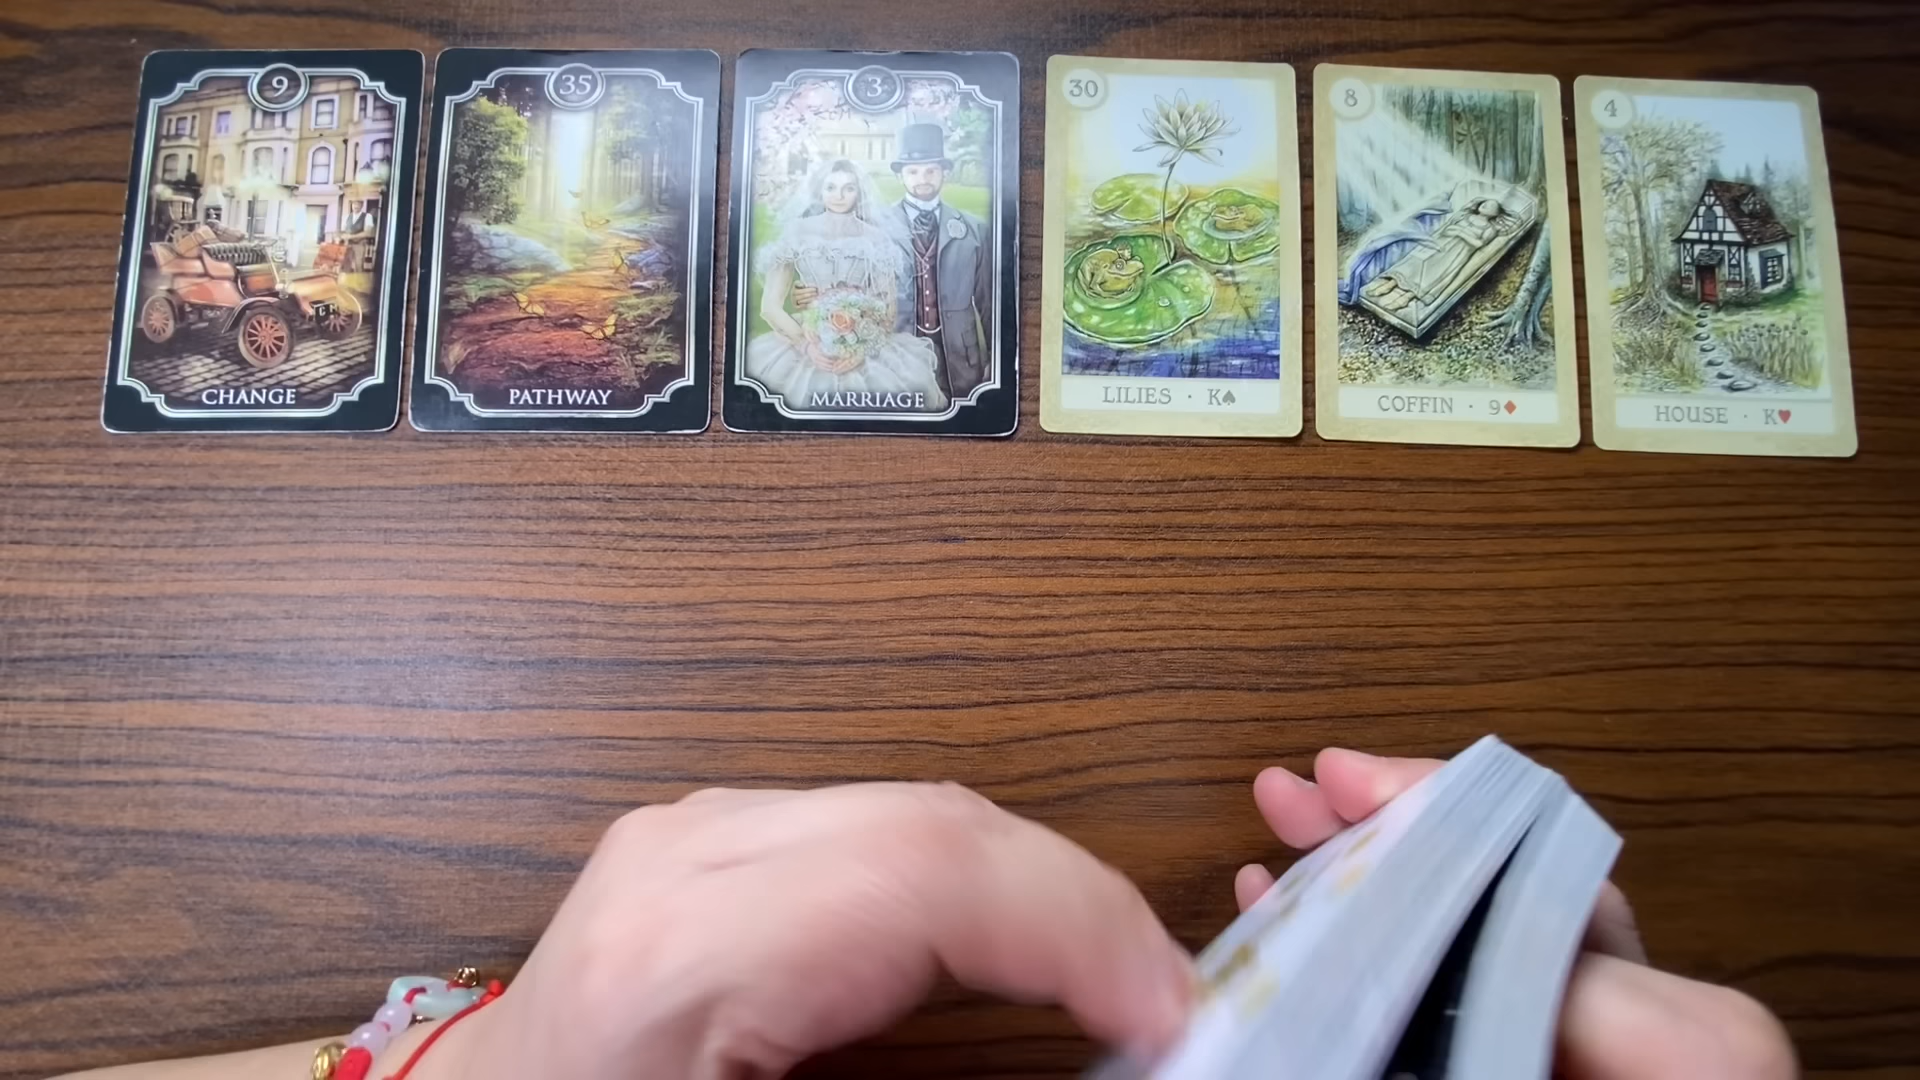 9
CHANGE
35
PATHWAY
3
MARRIAGE
30
LILIES · K♠
8
COFFIN · 9♦
4
HOUSE · K♥